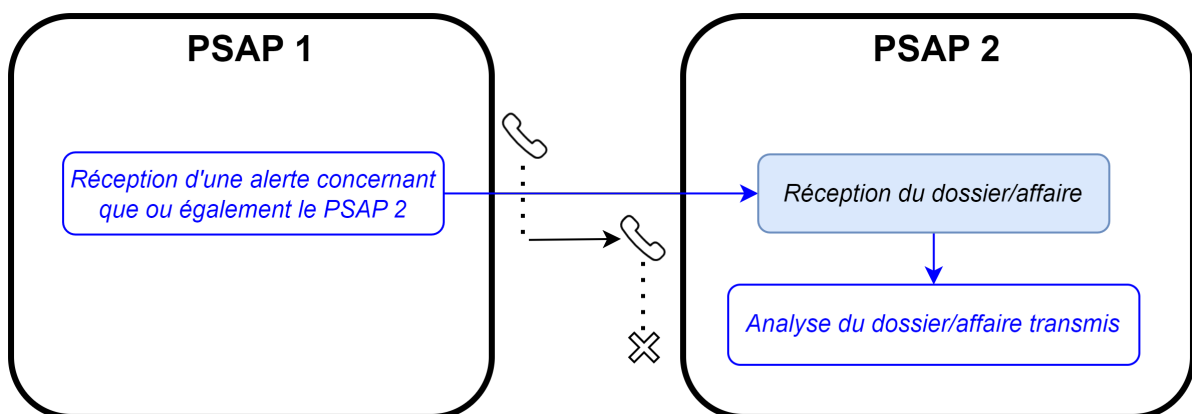 PSAP 1
PSAP 2
Réception d'une alerte concernant
que ou également le PSAP 2
Réception du dossier/affaire
Analyse du dossier/affaire transmis